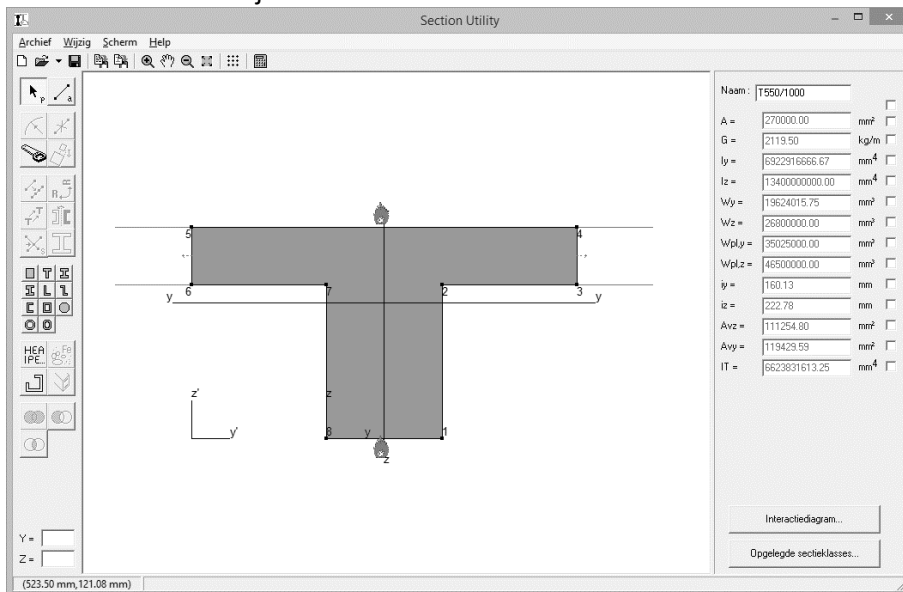 Section Utility
Archief Wijzig Scherm Help
Naam : T550/1000
A = 270000.00 mm²
G = 2119.50 kg/m
Iy = 6922916666.67 mm4
Iz = 13400000000.00 mm4
Wy = 19624015.75 mm³
Wz = 26800000.00 mm³
Wpl,y = 35025000.00 mm³
Wpl,z = 46500000.00 mm³
iy = 160.13 mm
iz = 222.78 mm
Avz = 111254.80 mm²
Avy = 119429.59 mm²
IT = 6623831613.25 mm4
5 4
6 7 2 3
y y
z' z
y' 8 y 1
z
HEA
IPE...
Fe
Y =
Z =
Interactiediagram...
Opgelegde sectieklasses...
(523.50 mm,121.08 mm)